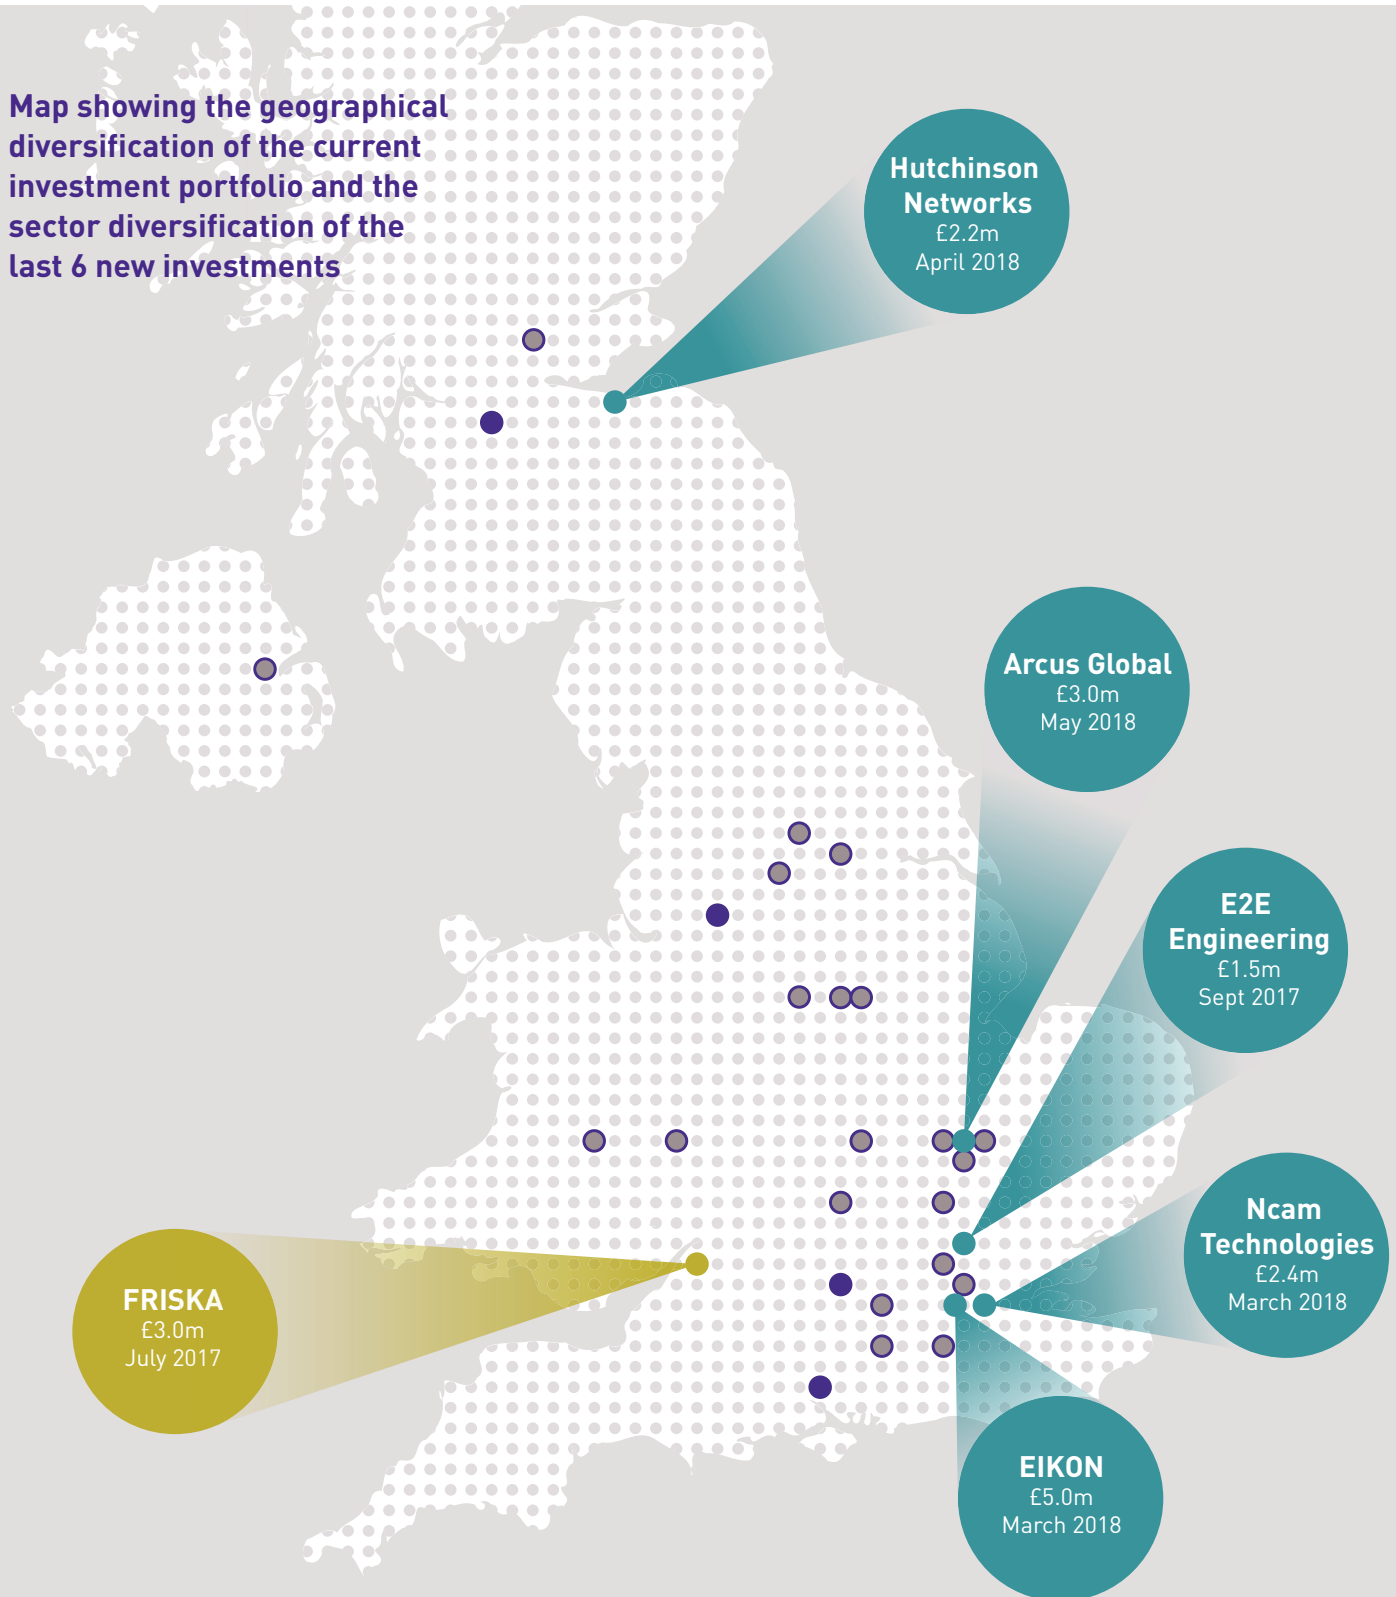 Map showing the geographical
diversification of the current
investment portfolio and the
sector diversification of the
last 6 new investments
Hutchinson
Networks
£2.2m
April 2018
Arcus Global
£3.0m
May 2018
E2E
Engineering
£1.5m
Sept 2017
Ncam
Technologies
£2.4m
March 2018
FRISKA
£3.0m
July 2017
EIKON
£5.0m
March 2018